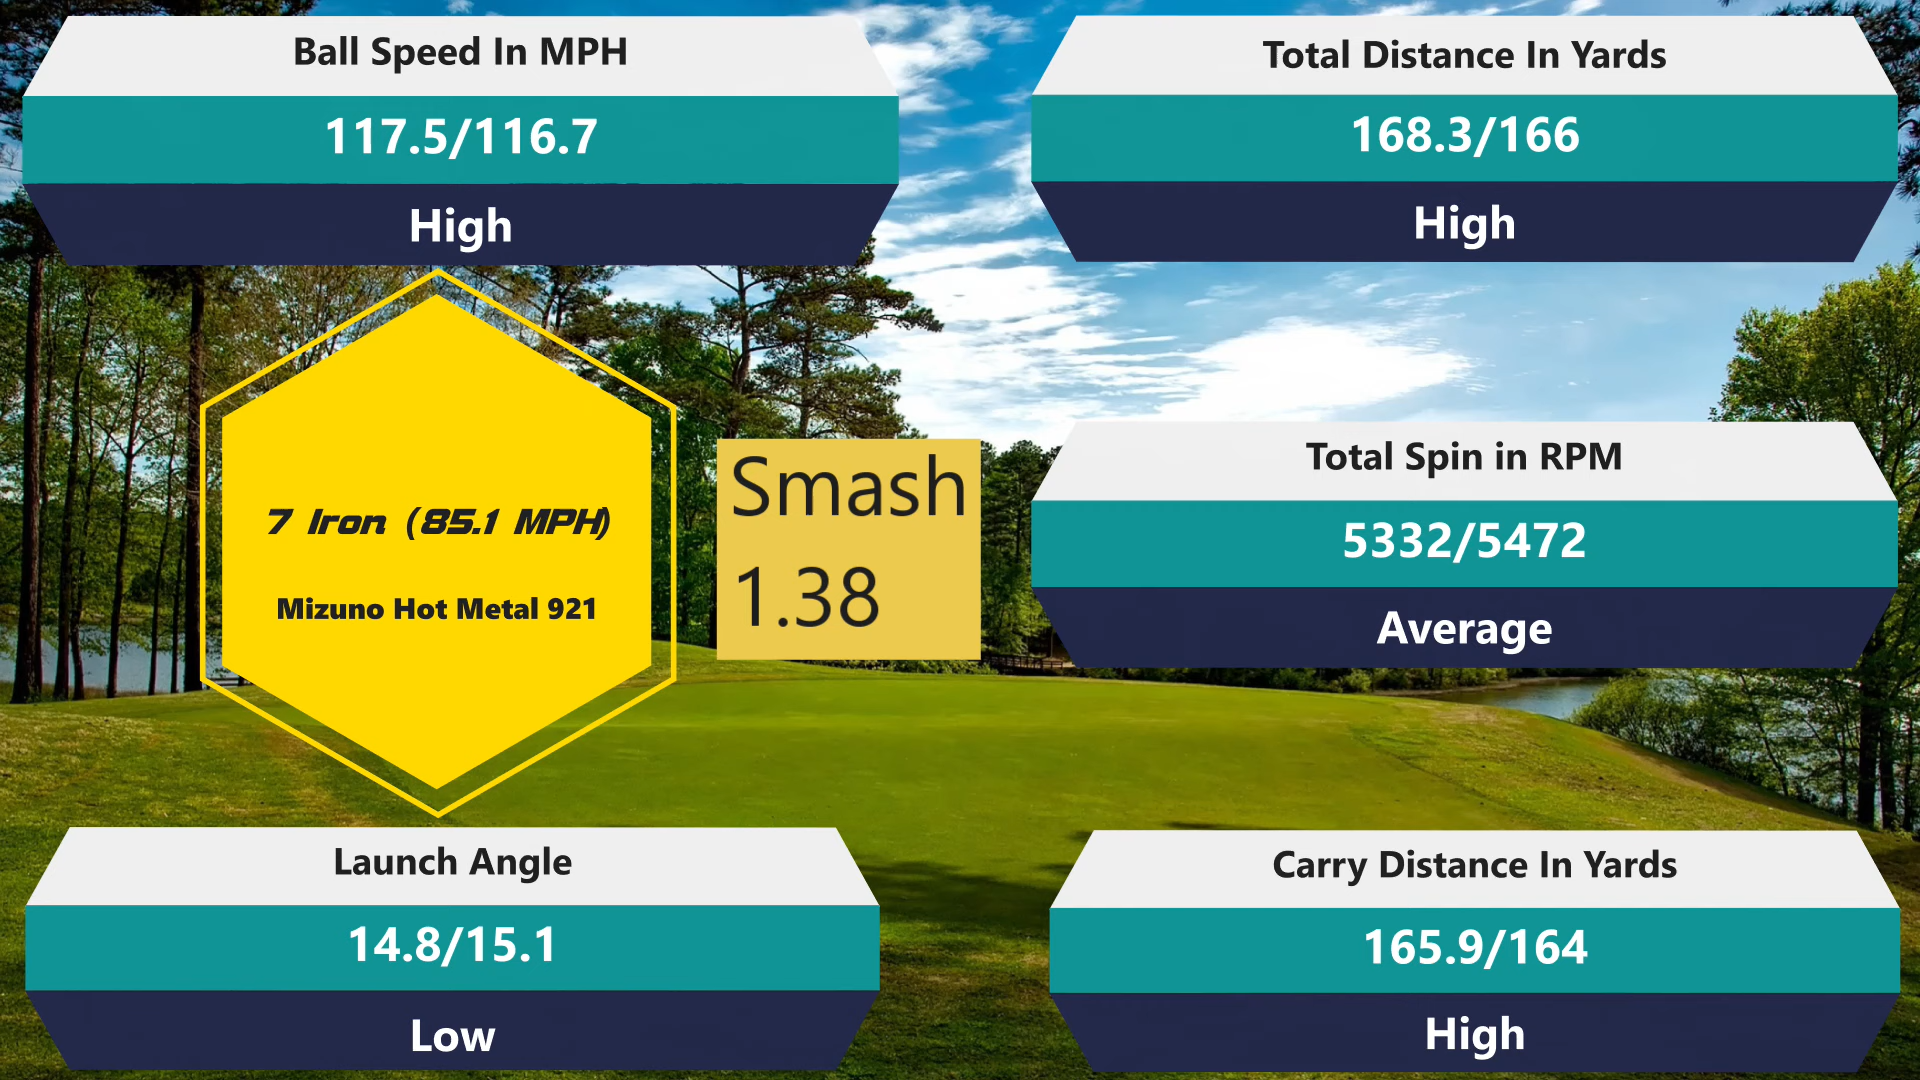 Ball Speed In MPH
117.5/116.7
High
Total Distance In Yards
168.3/166
High
7 Iron (85.1 MPH)
Mizuno Hot Metal 921
Smash
1.38
Total Spin in RPM
5332/5472
Average
Launch Angle
14.8/15.1
Low
Carry Distance In Yards
165.9/164
High